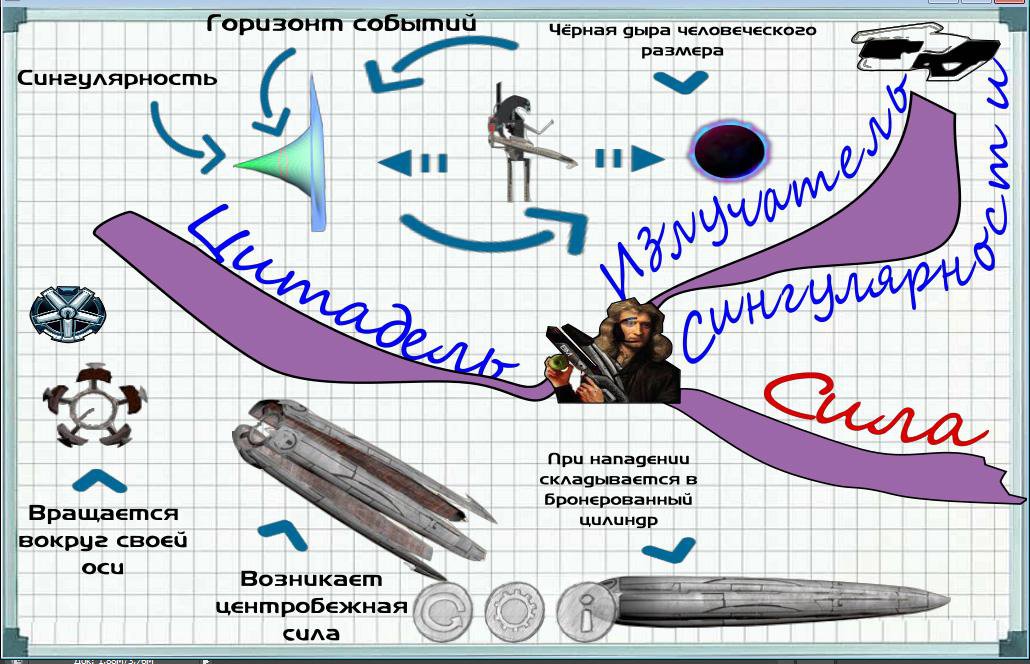 Горизонт событий
Чёрная дыра человеческого
размера
Сингулярность
Излучатель
Сингулярности
Цитадель
Сила
Вращается
вокруг своей
оси
Возникает
центробежная
сила
При нападении
складывается в
бронированный
цилиндр